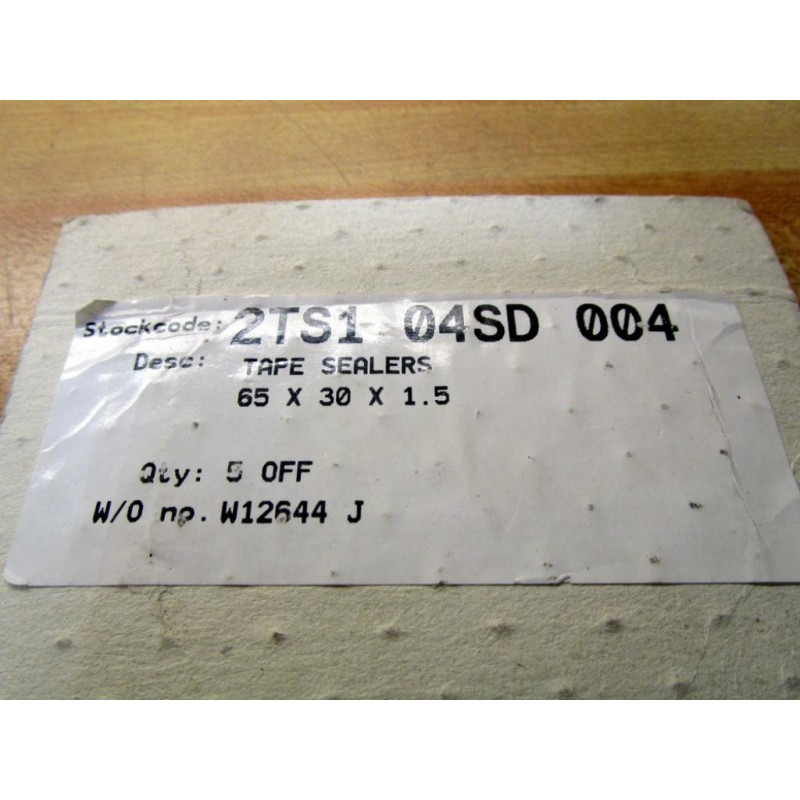 Stockcode: 2TS1 04SD 004
Desc: TAPE SEALERS
65 X 30 X 1.5
Qty: 5 OFF
W/O no. W12644 J